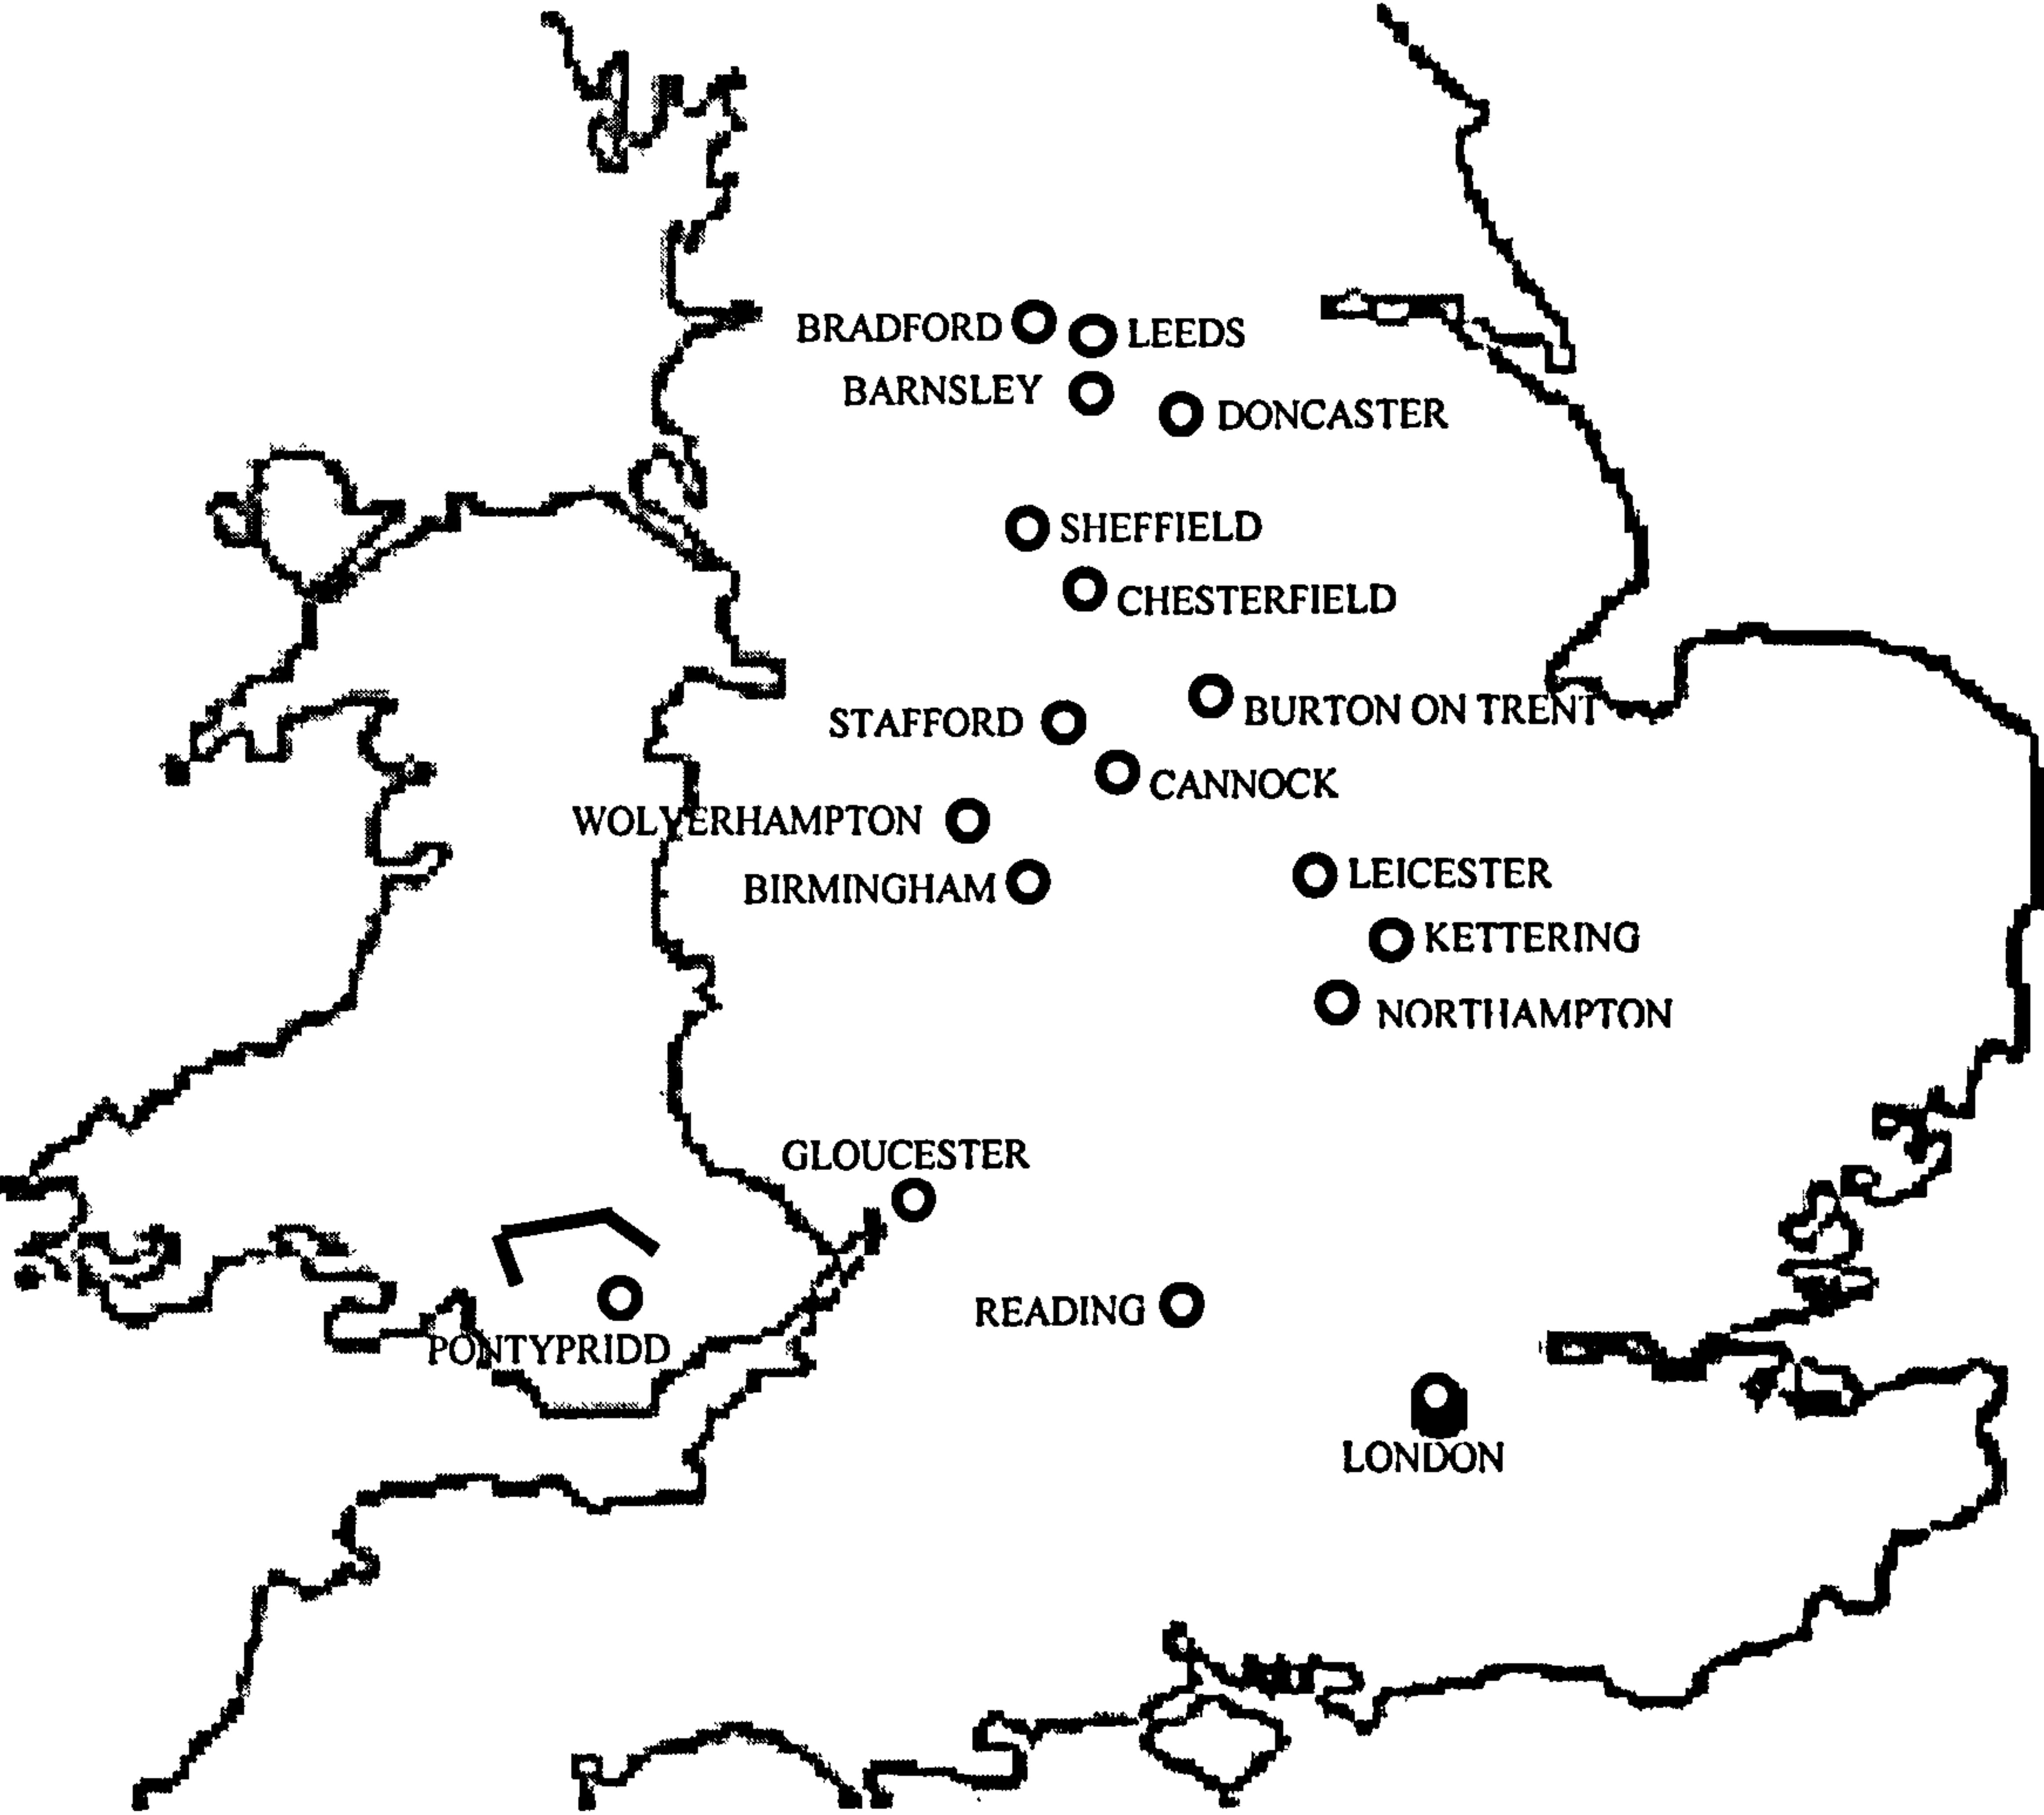 BRADFORD
LEEDS
BARNSLEY
DONCASTER
SHEFFIELD
CHESTERFIELD
BURTON ON TRENT
STAFFORD
CANNOCK
WOLVERHAMPTON
BIRMINGHAM
LEICESTER
KETTERING
NORTHAMPTON
GLOUCESTER
READING
PONTYPRIDD
LONDON